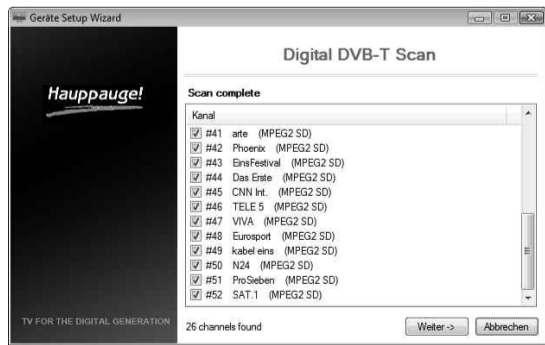 Geräte Setup Wizard
Digital DVB-T Scan
Hauppauge!
Scan complete
Kanal
#41 arte (MPEG2 SD)
#42 Phoenix (MPEG2 SD)
#43 EinsFestival (MPEG2 SD)
#44 Das Erste (MPEG2 SD)
#45 CNN Int. (MPEG2 SD)
#46 TELE 5 (MPEG2 SD)
#47 VIVA (MPEG2 SD)
#48 Eurosport (MPEG2 SD)
#49 kabel eins (MPEG2 SD)
#50 N24 (MPEG2 SD)
#51 ProSieben (MPEG2 SD)
#52 SAT.1 (MPEG2 SD)
TV FOR THE DIGITAL GENERATION
26 channels found
Weiter ->
Abbrechen